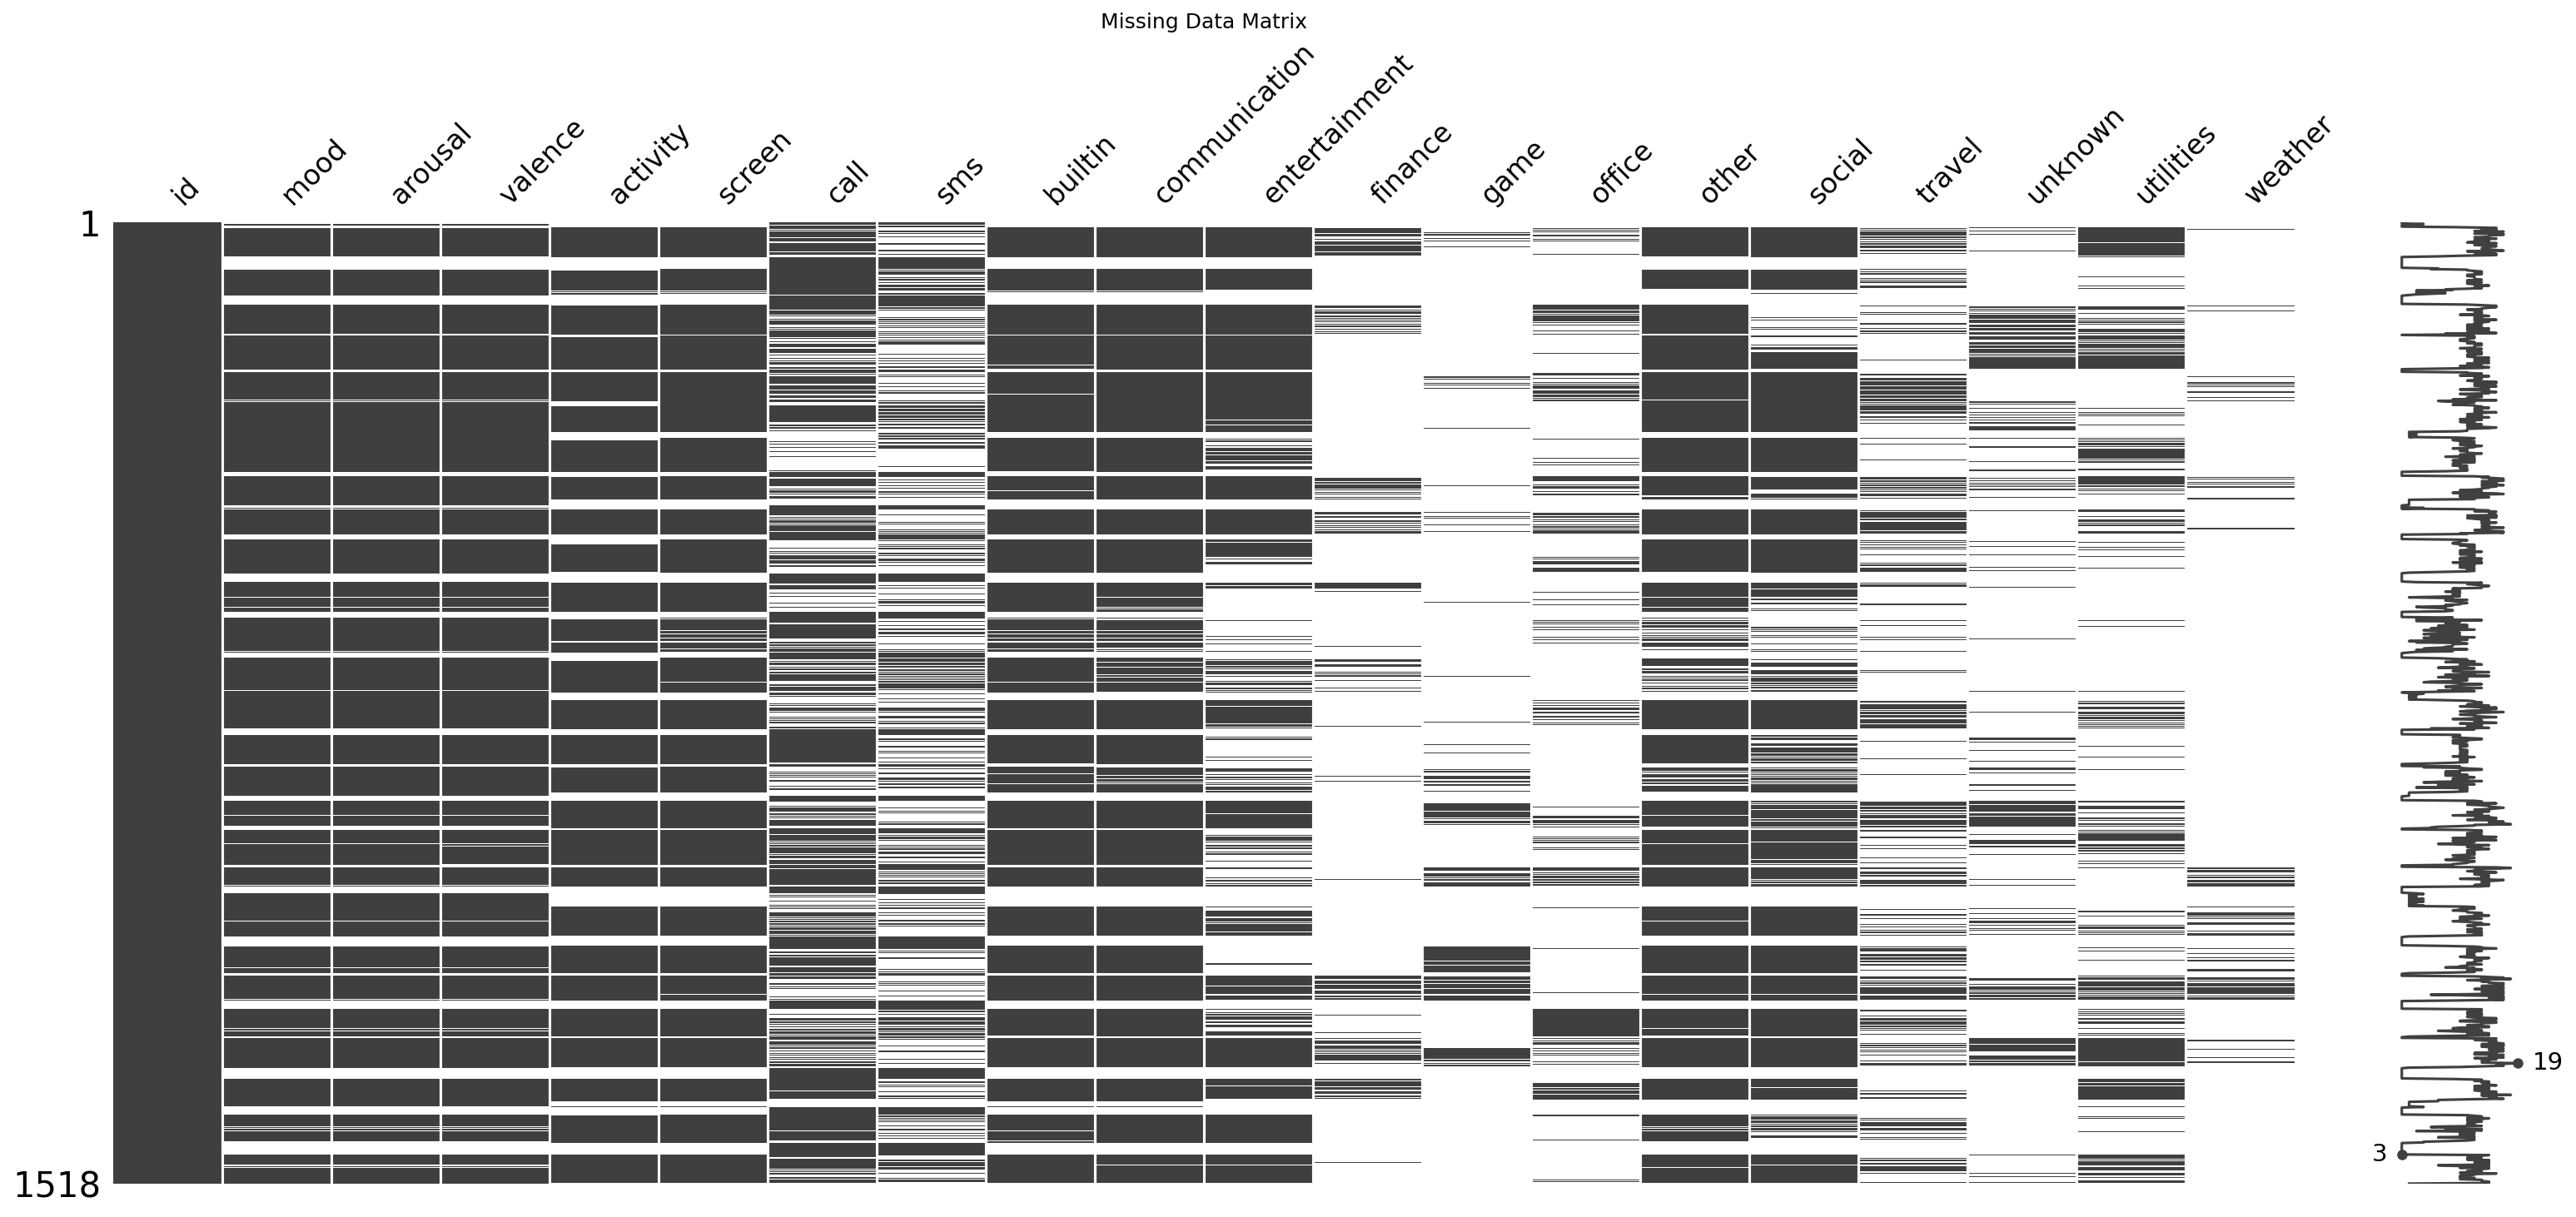 Missing Data Matrix
id
mood
arousal
valence
activity
screen
call
sms
builtin
communication
entertainment
finance
game
office
other
social
travel
unknown
utilities
weather
1
19
3
1518